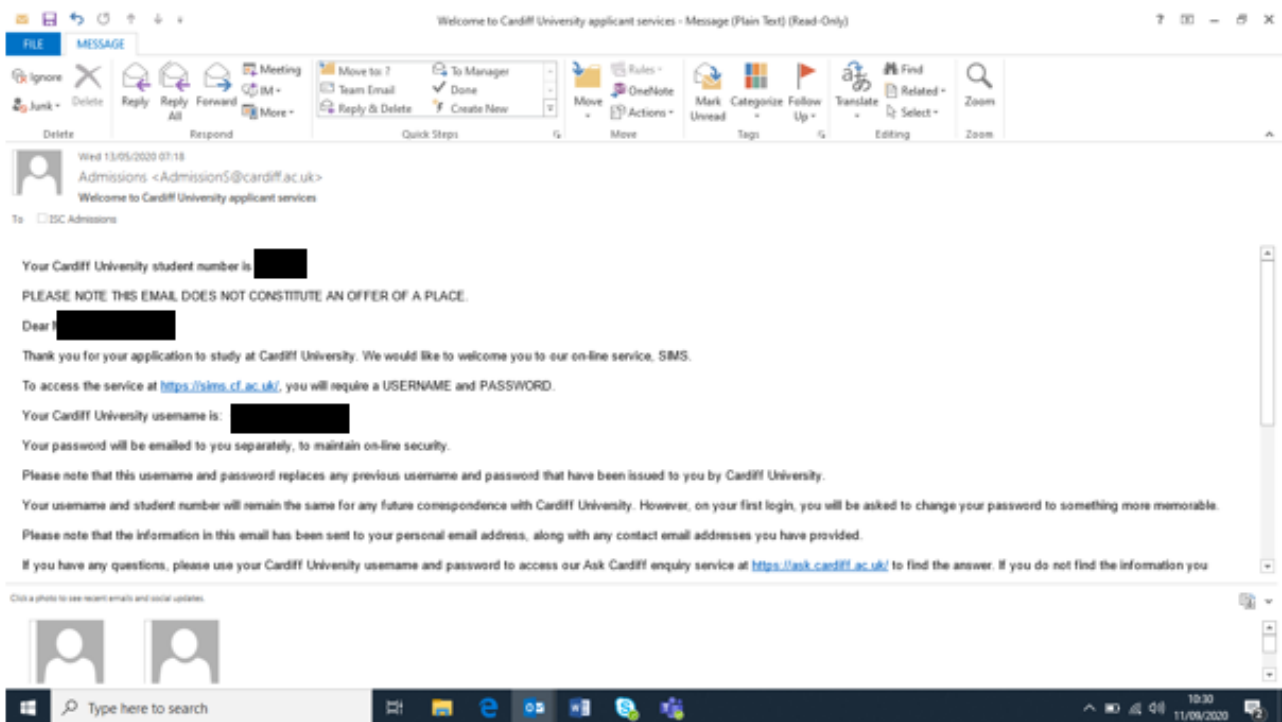 Welcome to Cardiff University applicant services - Message (Plain Text) (Read-Only)
FILE MESSAGE
Ignore
Junk
Delete
Reply
Reply All
Forward
Meeting
IM
More
Move to: ?
Team Email
Reply & Delete
To Manager
Done
Create New
Move
Rules
OneNote
Actions
Mark Unread
Categorize
Follow Up
Translate
Find
Related
Select
Zoom
Delete Respond Quick Steps Move Tags Editing Zoom
Wed 13/05/2020 07:18
Admissions <AdmissionS@cardiff.ac.uk>
Welcome to Cardiff University applicant services
To ISC Admissions
Your Cardiff University student number is
PLEASE NOTE THIS EMAIL DOES NOT CONSTITUTE AN OFFER OF A PLACE.
Dear
Thank you for your application to study at Cardiff University. We would like to welcome you to our on-line service, SIMS.
To access the service at https://sims.cf.ac.uk/, you will require a USERNAME and PASSWORD.
Your Cardiff University username is:
Your password will be emailed to you separately, to maintain on-line security.
Please note that this username and password replaces any previous username and password that have been issued to you by Cardiff University.
Your username and student number will remain the same for any future correspondence with Cardiff University. However, on your first login, you will be asked to change your password to something more memorable.
Please note that the information in this email has been sent to your personal email address, along with any contact email addresses you have provided.
If you have any questions, please use your Cardiff University username and password to access our Ask Cardiff enquiry service at https://ask.cardiff.ac.uk/ to find the answer. If you do not find the information you
Click a photo to see recent emails and social updates.
Type here to search
10:30
11/09/2020